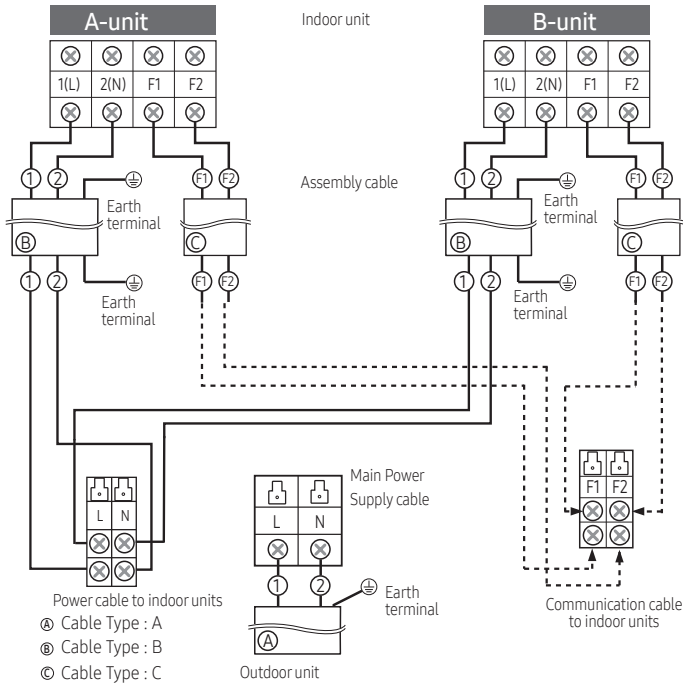 A-unit
Indoor unit
B-unit
1(L) 2(N) F1 F2
1(L) 2(N) F1 F2
1 2 F1 F2
Assembly cable
1 2 F1 F2
Earth
terminal
Earth
terminal
B C
B C
1 2 F1 F2
1 2 F1 F2
Earth
terminal
Earth
terminal
Main Power
Supply cable
L N
L N
F1 F2
1 2
Earth
terminal
A
Power cable to indoor units
Communication cable
to indoor units
A Cable Type : A
B Cable Type : B
C Cable Type : C
Outdoor unit